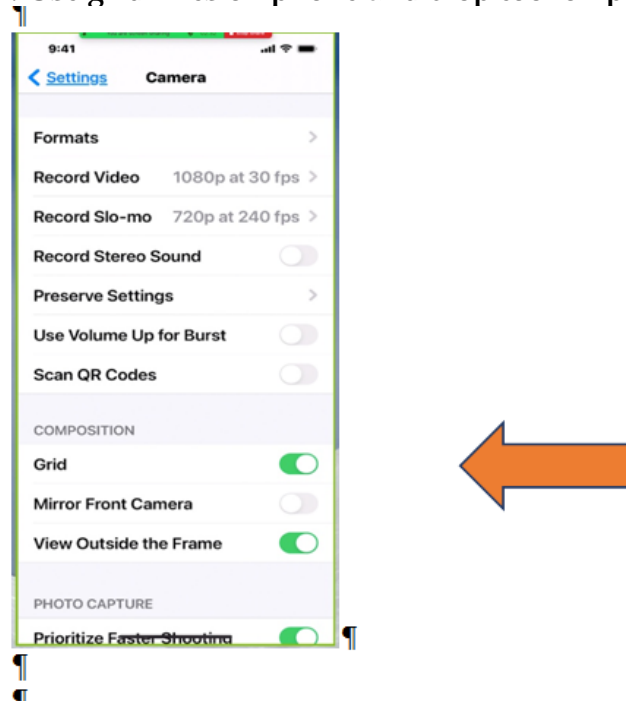 9:41
Settings Camera
Formats
Record Video 1080p at 30 fps
Record Slo-mo 720p at 240 fps
Record Stereo Sound
Preserve Settings
Use Volume Up for Burst
Scan QR Codes
COMPOSITION
Grid
Mirror Front Camera
View Outside the Frame
PHOTO CAPTURE
Prioritize Faster Shooting
¶
¶
¶